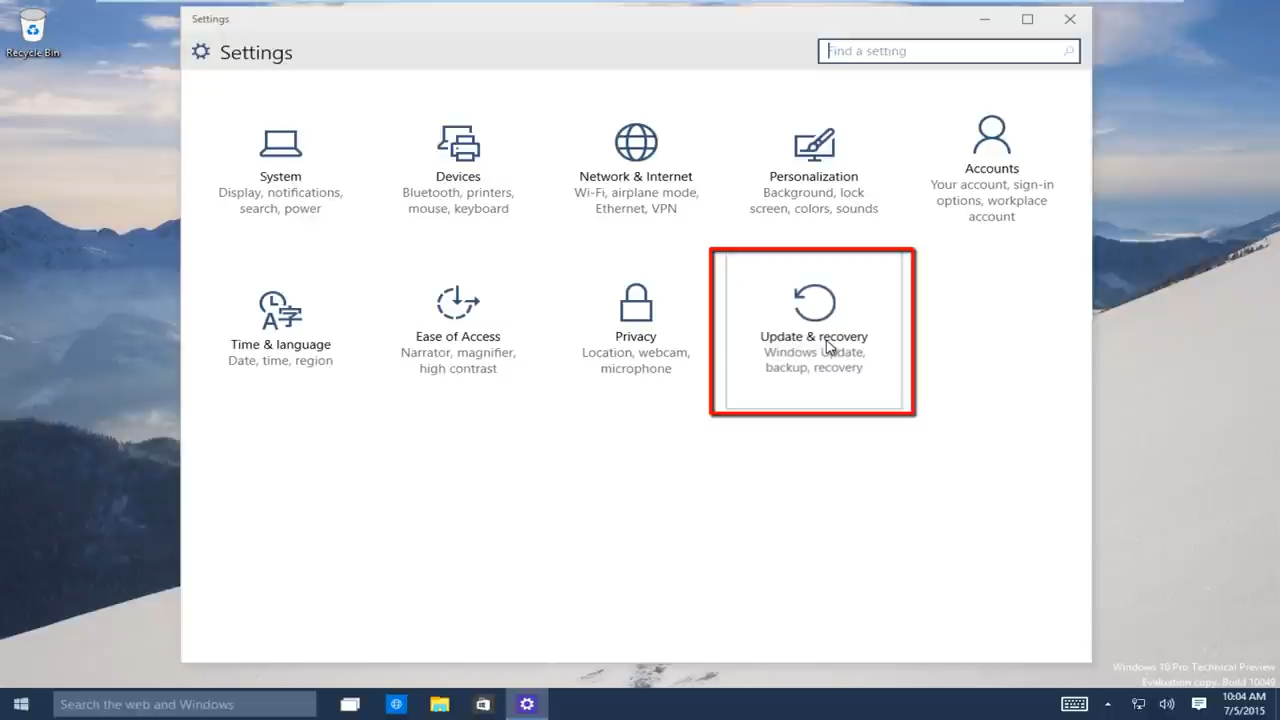 Recycle Bin
Settings
Settings
Find a setting
System
Display, notifications,
search, power
Devices
Bluetooth, printers,
mouse, keyboard
Network & Internet
Wi-Fi, airplane mode,
Ethernet, VPN
Personalization
Background, lock
screen, colors, sounds
Accounts
Your account, sign-in
options, workplace
account
Time & language
Date, time, region
Ease of Access
Narrator, magnifier,
high contrast
Privacy
Location, webcam,
microphone
Update & recovery
Windows Update,
backup, recovery
Windows 10 Pro Technical Preview
Evaluation copy. Build 10049
Search the web and Windows
10:04 AM
7/5/2015